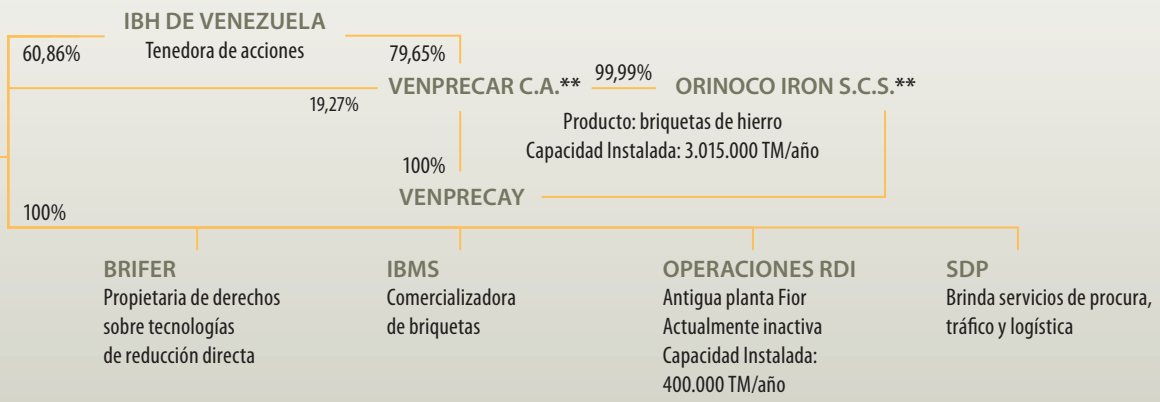 IBH DE VENEZUELA
60,86%
Tenedora de acciones
79,65%
VENPRECAR C.A.**
99,99%
ORINOCO IRON S.C.S.**
19,27%
Producto: briquetas de hierro
Capacidad Instalada: 3.015.000 TM/año
100%
VENPRECAY
100%
BRIFER
Propietaria de derechos
sobre tecnologías
de reducción directa
IBMS
Comercializadora
de briquetas
OPERACIONES RDI
Antigua planta Fior
Actualmente inactiva
Capacidad Instalada:
400.000 TM/año
SDP
Brinda servicios de procura,
tráfico y logística